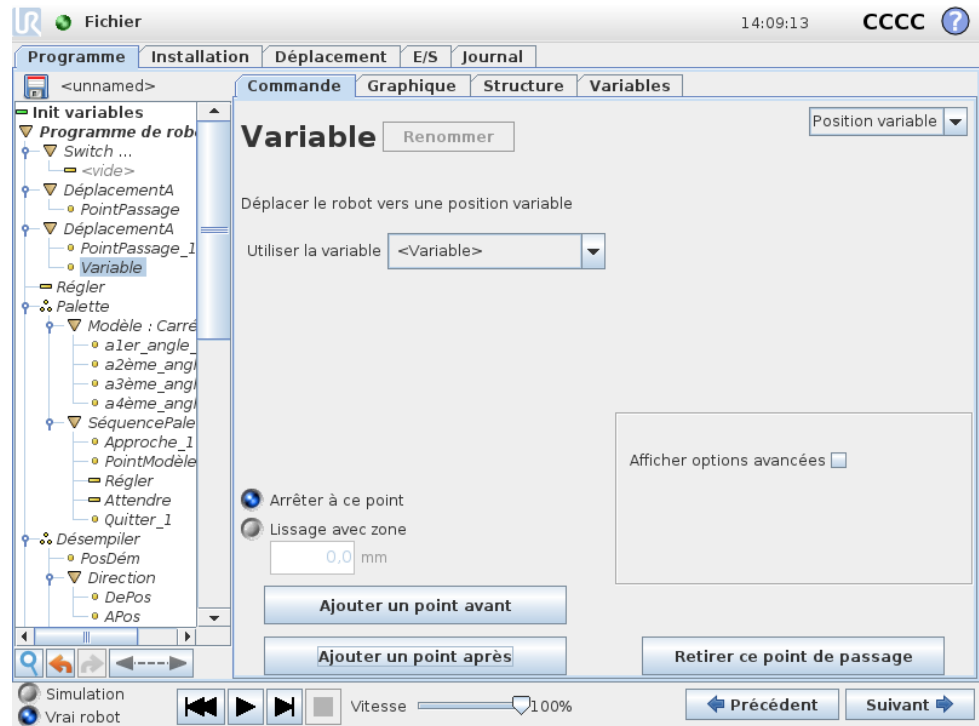 UR Fichier 14:09:13 CCCC ?
Programme Installation Déplacement E/S Journal
<unnamed>
Commande Graphique Structure Variables
Init variables
Programme de rob
Switch ...
<vide>
DéplacementA
PointPassage
DéplacementA
PointPassage_1
Variable
Régler
Palette
Modèle : Carré
a1er_angle_
a2ème_angl
a3ème_angl
a4ème_angl
SéquencePale
Approche_1
PointModèle
Régler
Attendre
Quitter_1
Désempiler
PosDém
Direction
DePos
APos
Variable Renommer
Position variable
Déplacer le robot vers une position variable
Utiliser la variable <Variable>
Afficher options avancées
Arrêter à ce point
Lissage avec zone
0,0 mm
Ajouter un point avant
Ajouter un point après
Retirer ce point de passage
Simulation
Vrai robot
Vitesse 100%
Précédent Suivant